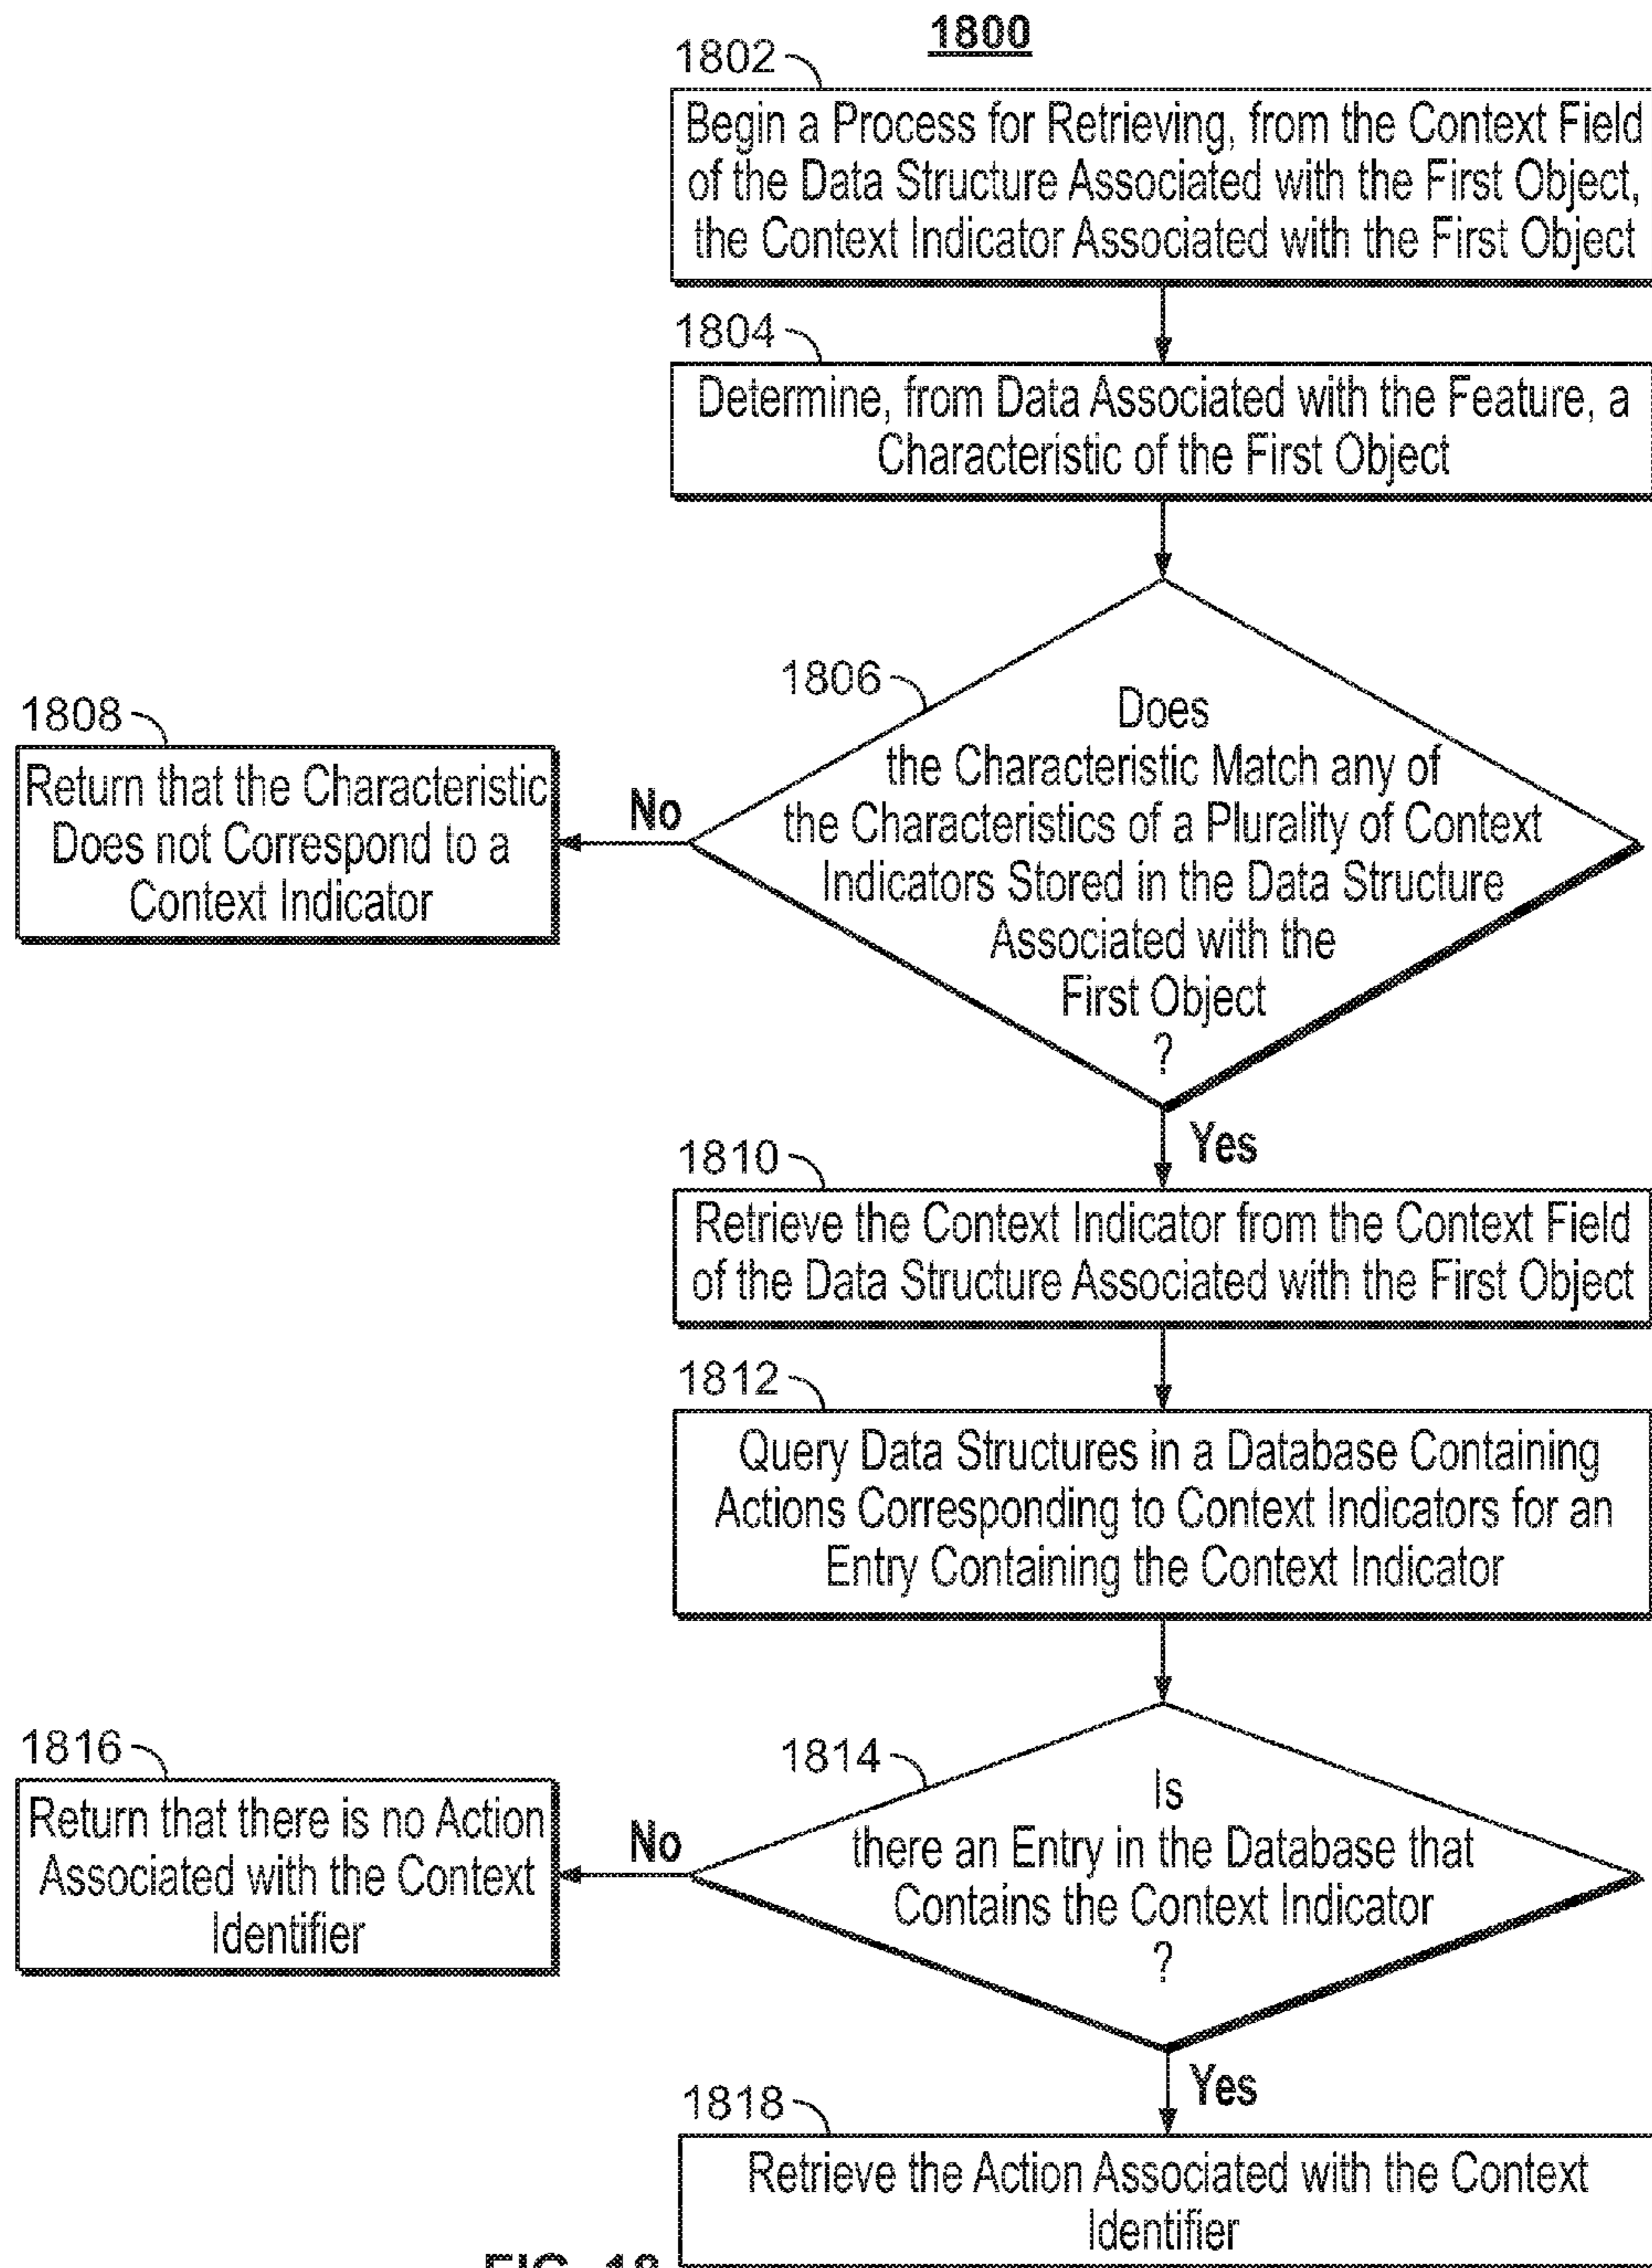 1800
1802
Begin a Process for Retrieving, from the Context Field
of the Data Structure Associated with the First Object,
the Context Indicator Associated with the First Object
1804
Determine, from Data Associated with the Feature, a
Characteristic of the First Object
1806
Does
the Characteristic Match any of
the Characteristics of a Plurality of Context
Indicators Stored in the Data Structure
Associated with the
First Object
?
No
1808
Return that the Characteristic
Does not Correspond to a
Context Indicator
Yes
1810
Retrieve the Context Indicator from the Context Field
of the Data Structure Associated with the First Object
1812
Query Data Structures in a Database Containing
Actions Corresponding to Context Indicators for an
Entry Containing the Context Indicator
1814
Is
there an Entry in the Database that
Contains the Context Indicator
?
No
1816
Return that there is no Action
Associated with the Context
Identifier
Yes
1818
Retrieve the Action Associated with the Context
Identifier
FIG. 18